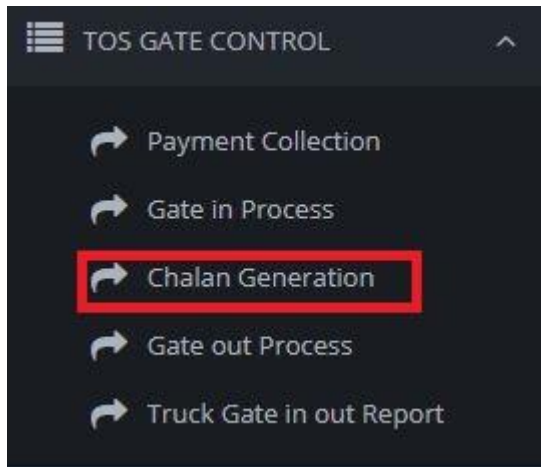 TOS GATE CONTROL
Payment Collection
Gate in Process
Chalan Generation
Gate out Process
Truck Gate in out Report